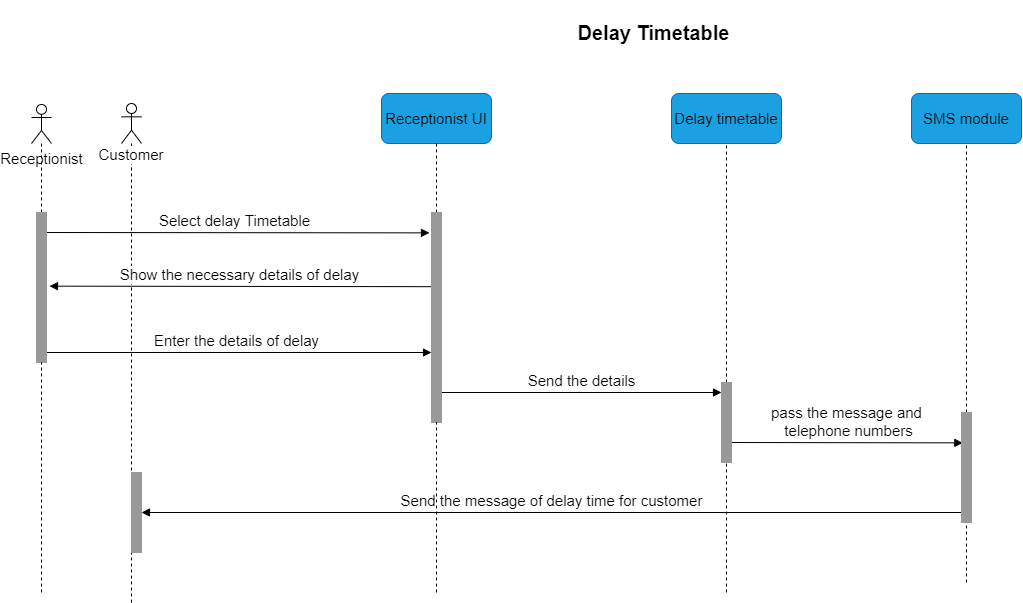 Delay Timetable
Receptionist
Customer
Receptionist UI
Delay timetable
SMS module
Select delay Timetable
Show the necessary details of delay
Enter the details of delay
Send the details
pass the message and
telephone numbers
Send the message of delay time for customer